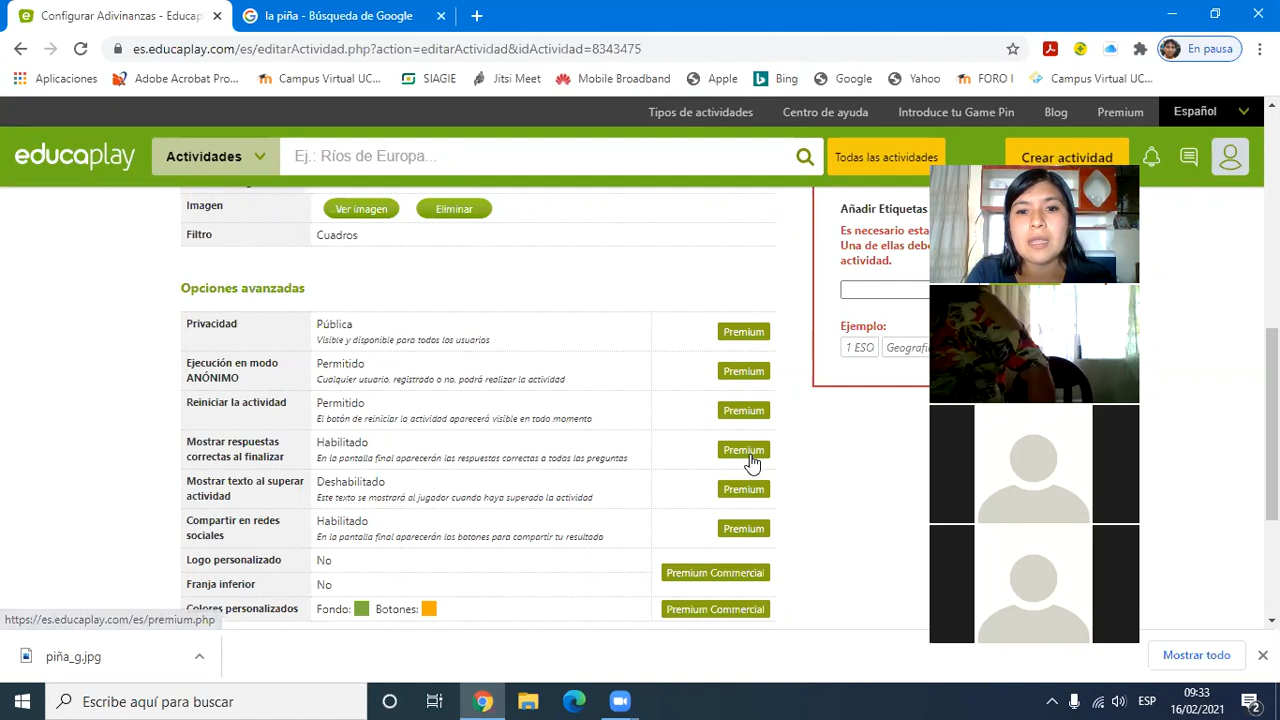 Configurar Adivinanzas - Educap
la piña - Búsqueda de Google
es.educaplay.com/es/editarActividad.php?action=editarActividad&idActividad=8343475
En pausa
Aplicaciones
Adobe Acrobat Pro...
Campus Virtual UC...
SIAGIE
Jitsi Meet
Mobile Broadband
Apple
Bing
Google
Yahoo
FORO I
Campus Virtual UC...
Tipos de actividades
Centro de ayuda
Introduce tu Game Pin
Blog
Premium
Español
educaplay
Actividades
Ej.: Ríos de Europa...
Todas las actividades
Crear actividad
Imagen
Ver imagen
Eliminar
Filtro
Cuadros
Añadir Etiquetas
Es necesario esta
Una de ellas debe
actividad.
Ejemplo:
1 ESO
Geografí
Opciones avanzadas
Privacidad
Pública
Visible y disponible para todos los usuarios
Premium
Ejecución en modo
ANÓNIMO
Permitido
Cualquier usuario, registrado o no, podrá realizar la actividad
Premium
Reiniciar la actividad
Permitido
El botón de reiniciar la actividad aparecerá visible en todo momento
Premium
Mostrar respuestas
correctas al finalizar
Habilitado
En la pantalla final aparecerán las respuestas correctas a todas las preguntas
Premium
Mostrar texto al superar
actividad
Deshabilitado
Este texto se mostrará al jugador cuando haya superado la actividad
Premium
Compartir en redes
sociales
Habilitado
En la pantalla final aparecerán los botones para compartir tu resultado
Premium
Logo personalizado
No
Premium Commercial
Franja inferior
No
Colores personalizados
Fondo:
Botones:
Premium Commercial
https://es.educaplay.com/es/premium.php
piña_g.jpg
Mostrar todo
Escribe aquí para buscar
ESP
09:33
16/02/2021
2